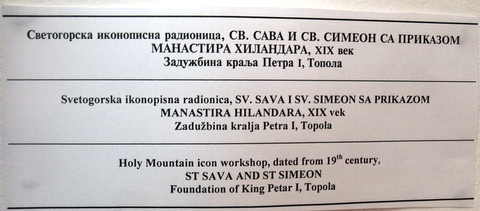 Светогорска иконописна радионица, СВ. САВА И СВ. СИМЕОН СА ПРИКАЗОМ
МАНАСТИРА ХИЛАНДАРА, XIX век
Задужбина краља Петра I, Топола
Svetogorska ikonopisna radionica, SV. SAVA I SV. SIMEON SA PRIKAZOM
MANASTIRA HILANDARA, XIX vek
Zadužbina kralja Petra I, Topola
Holy Mountain icon workshop, dated from 19th century,
ST SAVA AND ST SIMEON
Foundation of King Petar I, Topola